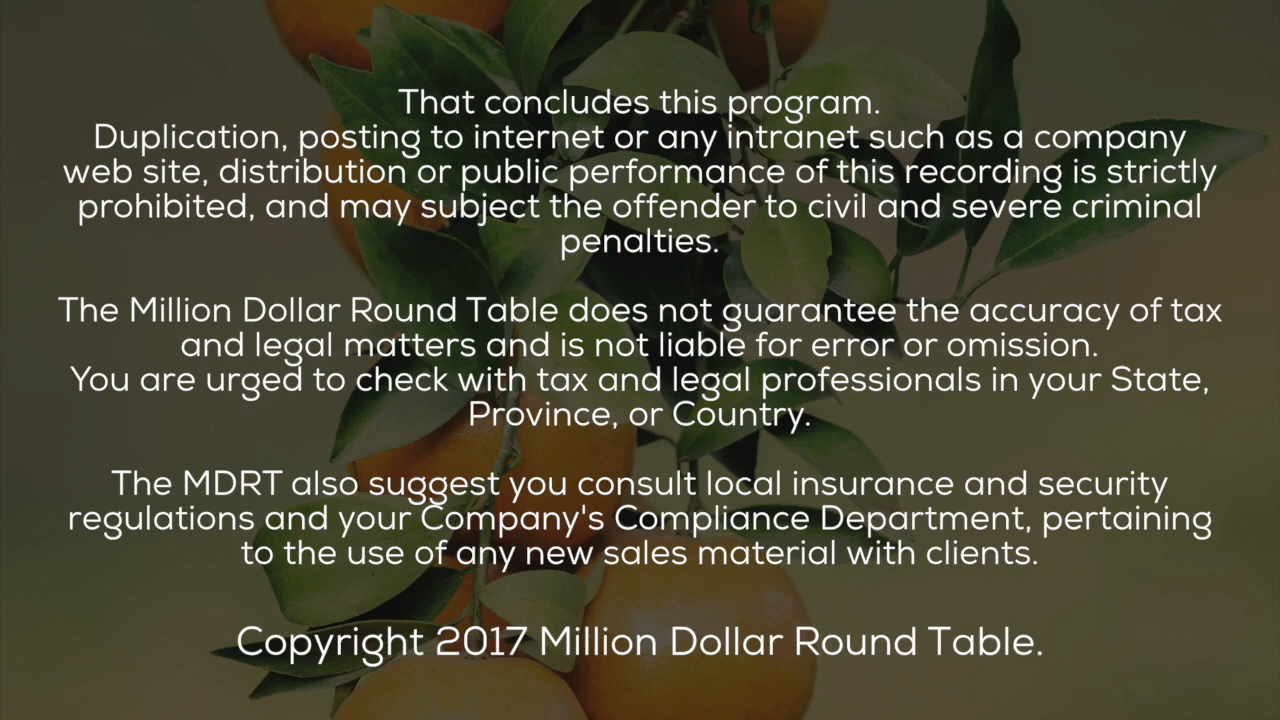 That concludes this program.
Duplication, posting to internet or any intranet such as a company
web site, distribution or public performance of this recording is strictly
prohibited, and may subject the offender to civil and severe criminal
penalties.
The Million Dollar Round Table does not guarantee the accuracy of tax
and legal matters and is not liable for error or omission.
You are urged to check with tax and legal professionals in your State,
Province, or Country.
The MDRT also suggest you consult local insurance and security
regulations and your Company's Compliance Department, pertaining
to the use of any new sales material with clients.
Copyright 2017 Million Dollar Round Table.